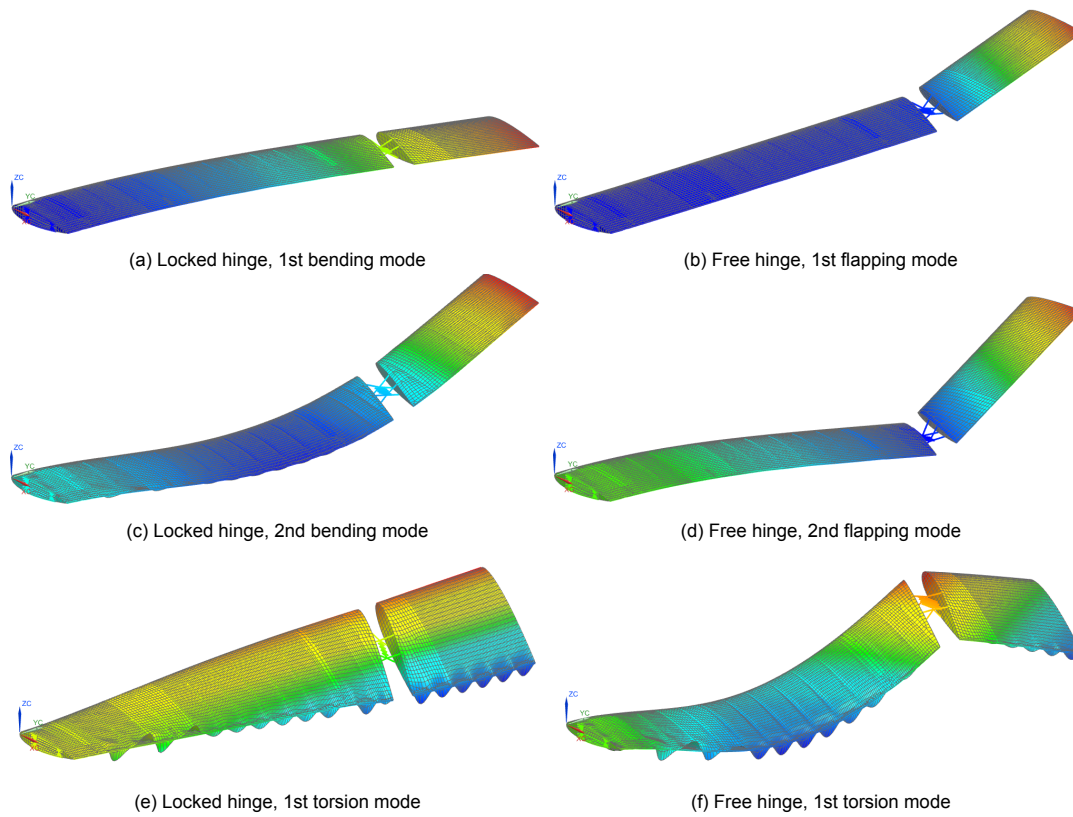 ZC
YC
(a) Locked hinge, 1st bending mode
ZC
YC
(b) Free hinge, 1st flapping mode
ZC
YC
(c) Locked hinge, 2nd bending mode
ZC
YC
(d) Free hinge, 2nd flapping mode
ZC
YC
(e) Locked hinge, 1st torsion mode
ZC
YC
(f) Free hinge, 1st torsion mode